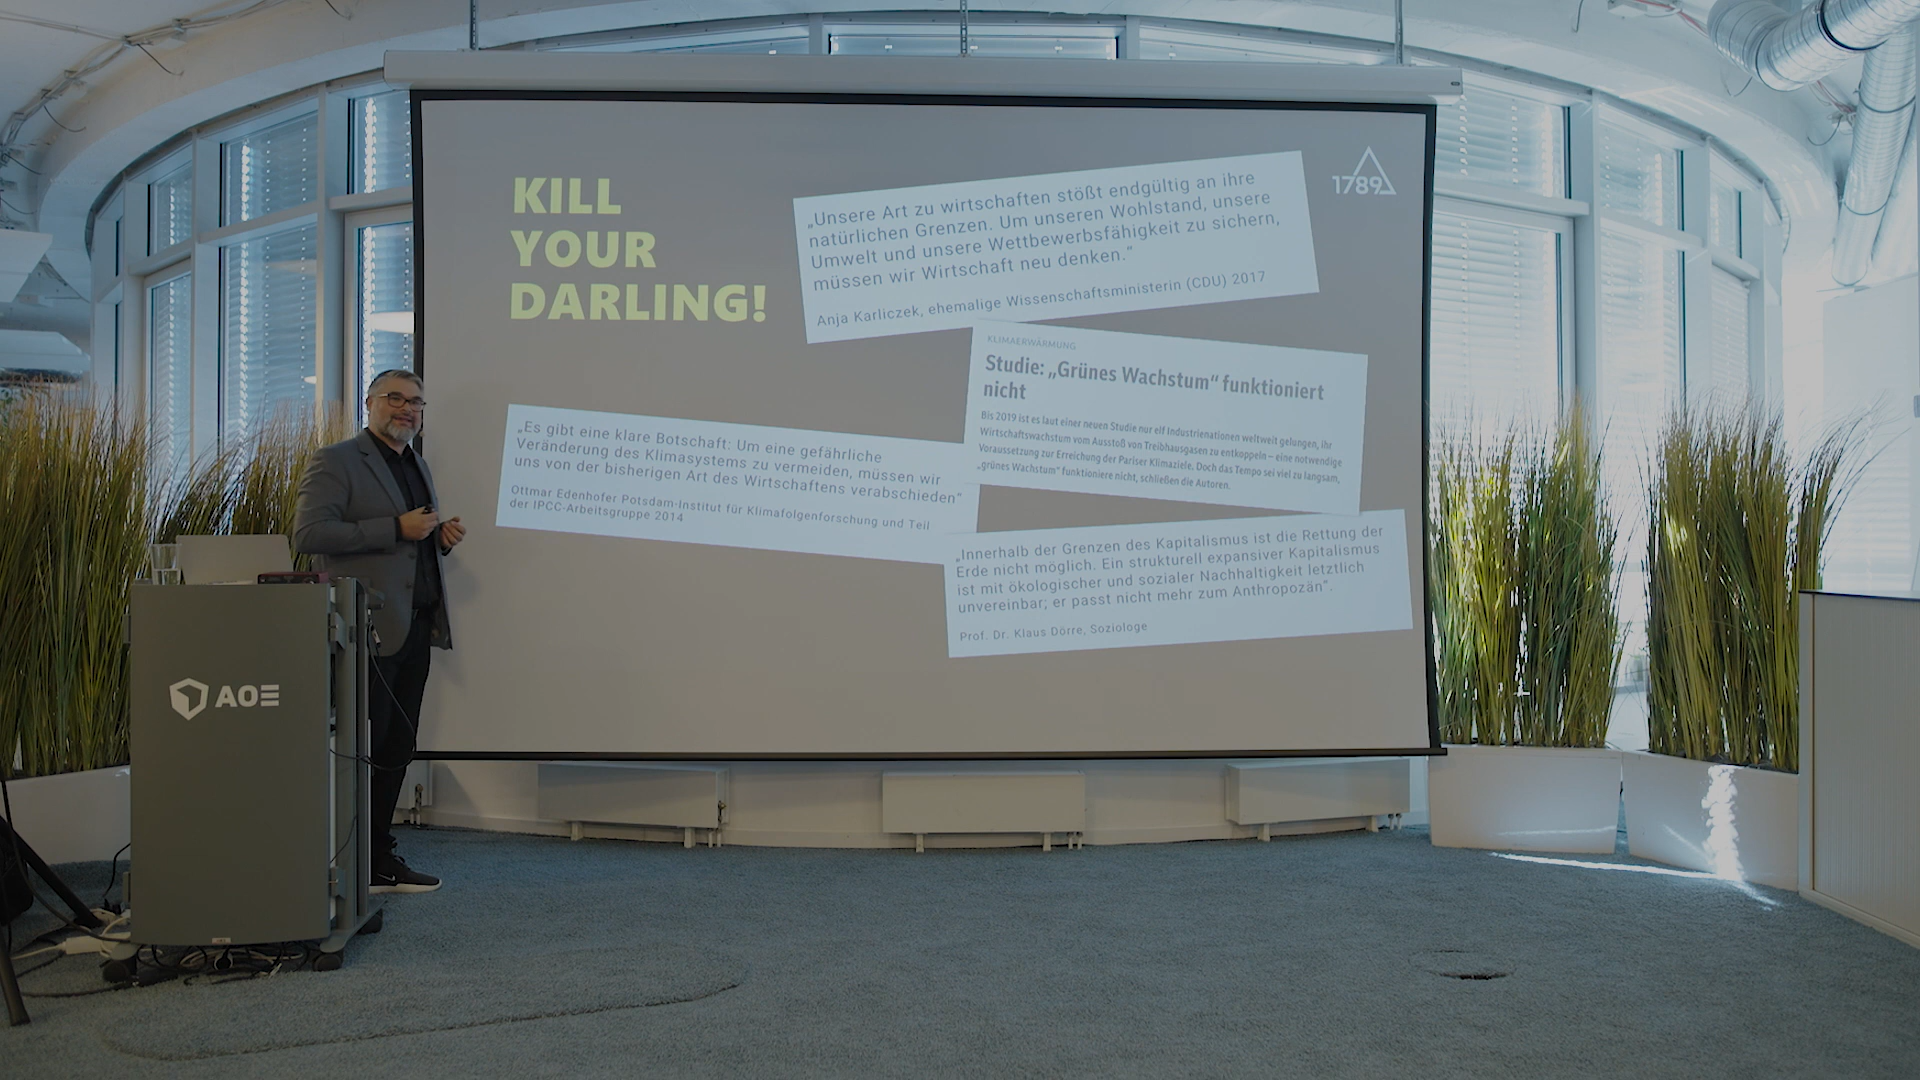 KILL
YOUR
DARLING!
„Unsere Art zu wirtschaften stößt endgültig an ihre
natürlichen Grenzen. Um unseren Wohlstand, unsere
Umwelt und unsere Wettbewerbsfähigkeit zu sichern,
müssen wir Wirtschaft neu denken.“
Anja Karliczek, ehemalige Wissenschaftsministerin (CDU) 2017
1789
KLIMAERWÄRMUNG
Studie: „Grünes Wachstum“ funktioniert
nicht
Bis 2019 ist es laut einer neuen Studie nur elf Industrienationen weltweit gelungen, ihr
Wirtschaftswachstum vom Ausstoß von Treibhausgasen zu entkoppeln – eine notwendige
Voraussetzung zur Erreichung der Pariser Klimaziele. Doch das Tempo sei viel zu langsam,
„grünes Wachstum“ funktioniere nicht, schließen die Autoren.
„Es gibt eine klare Botschaft: Um eine gefährliche
Veränderung des Klimasystems zu vermeiden, müssen wir
uns von der bisherigen Art des Wirtschaftens verabschieden“
Ottmar Edenhofer Potsdam-Institut für Klimafolgenforschung und Teil
der IPCC-Arbeitsgruppe 2014
„Innerhalb der Grenzen des Kapitalismus ist die Rettung der
Erde nicht möglich. Ein strukturell expansiver Kapitalismus
ist mit ökologischer und sozialer Nachhaltigkeit letztlich
unvereinbar; er passt nicht mehr zum Anthropozän“.
Prof. Dr. Klaus Dörre, Soziologe
AOE